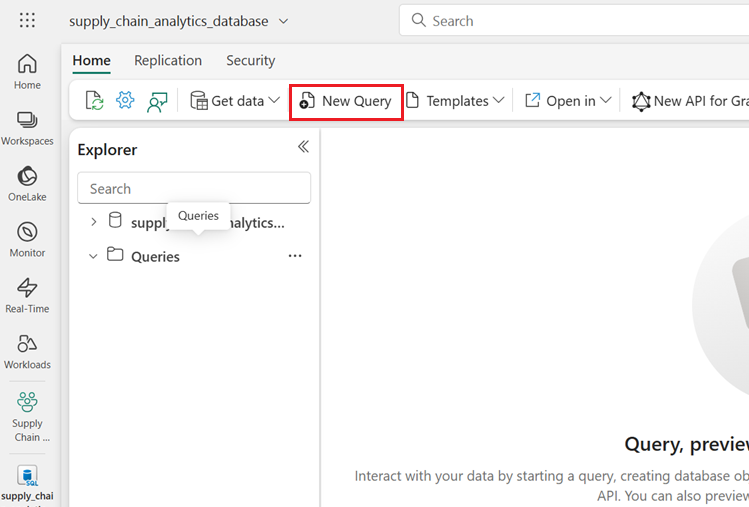 supply_chain_analytics_database
Search
Home Replication Security
Get data New Query Templates Open in New API for Gra
Home
Workspaces
OneLake
Monitor
Real-Time
Workloads
Supply
Chain ...
SQL
supply_chai
Explorer
Search
supply nalytics...
Queries
Queries
Query, preview
Interact with your data by starting a query, creating database ob
API. You can also preview